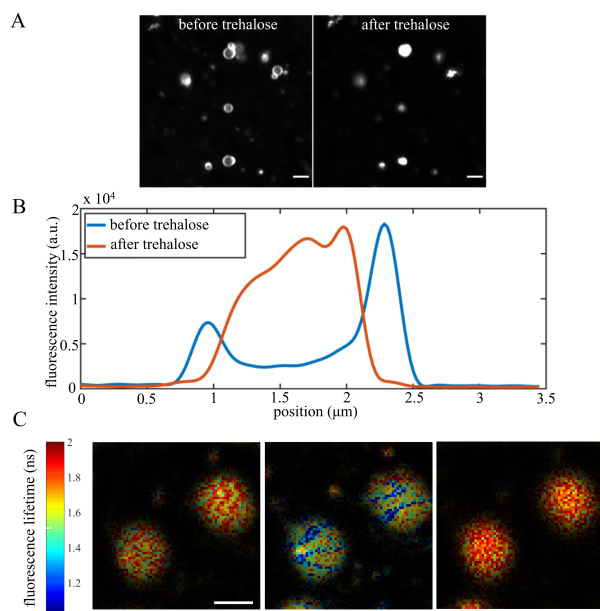 A
before trehalose
after trehalose
B
x 10⁴
2
1.5
1
0.5
0
fluorescence intensity (a.u.)
before trehalose
after trehalose
0
0.5
1
1.5
2
2.5
3
3.5
position (μm)
C
fluorescence lifetime (ns)
2
1.8
1.6
1.4
1.2